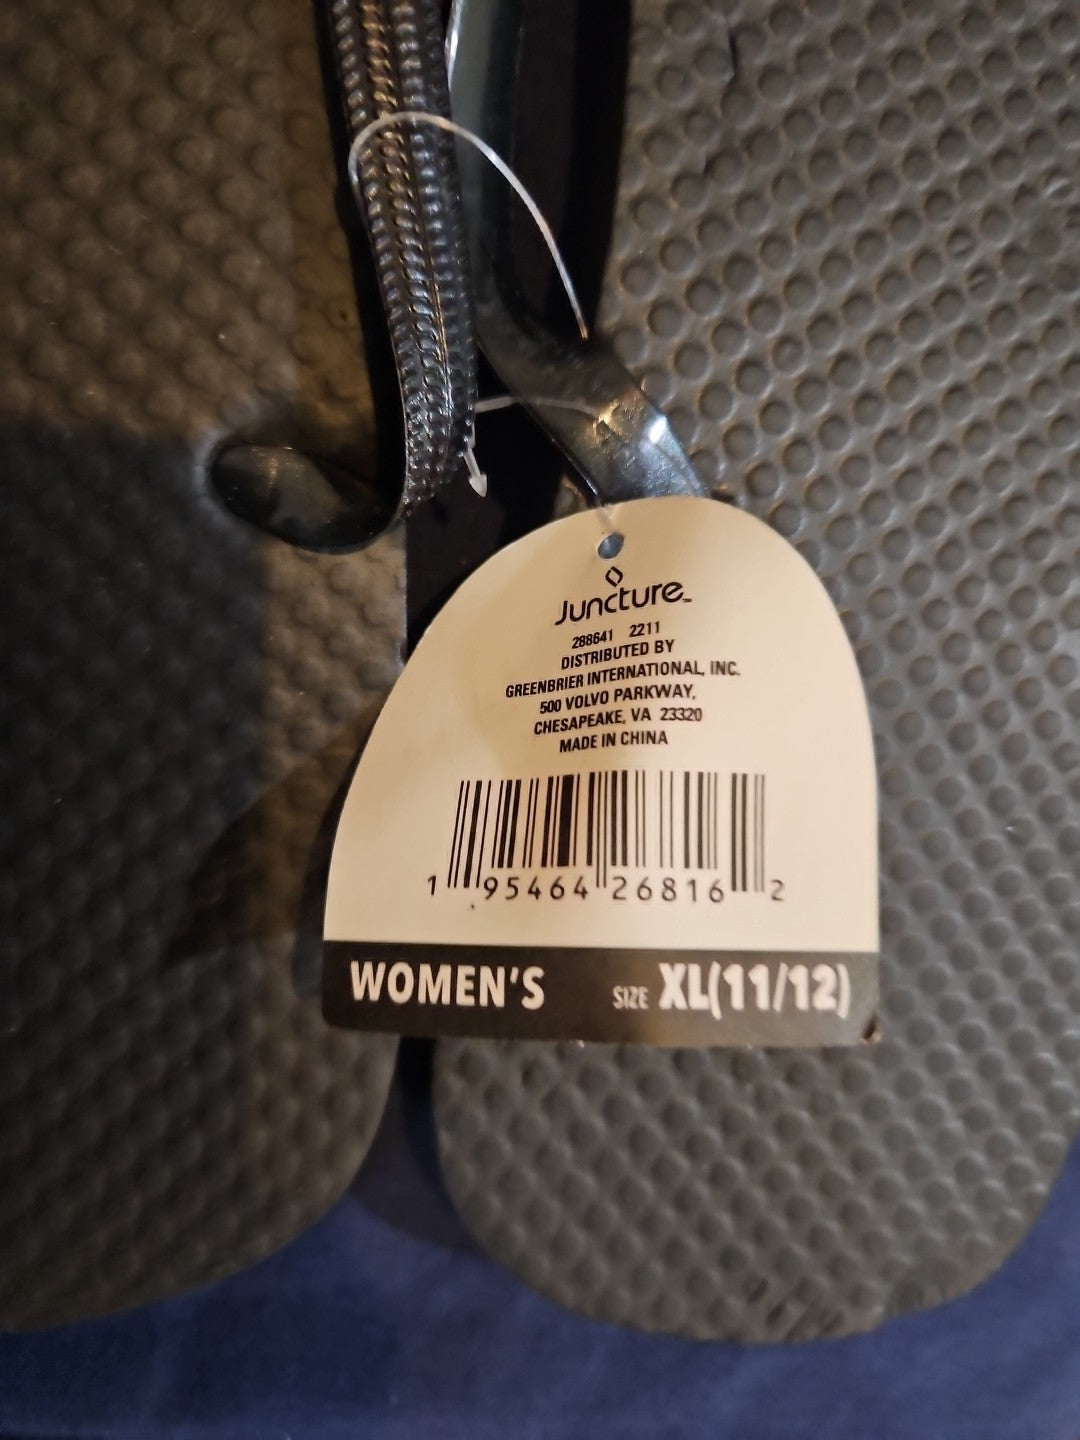 Juncture™
288641 2211
DISTRIBUTED BY
GREENBRIER INTERNATIONAL, INC.
500 VOLVO PARKWAY,
CHESAPEAKE, VA 23320
MADE IN CHINA
1 95464 26816 2
WOMEN'S SIZE XL(11/12)